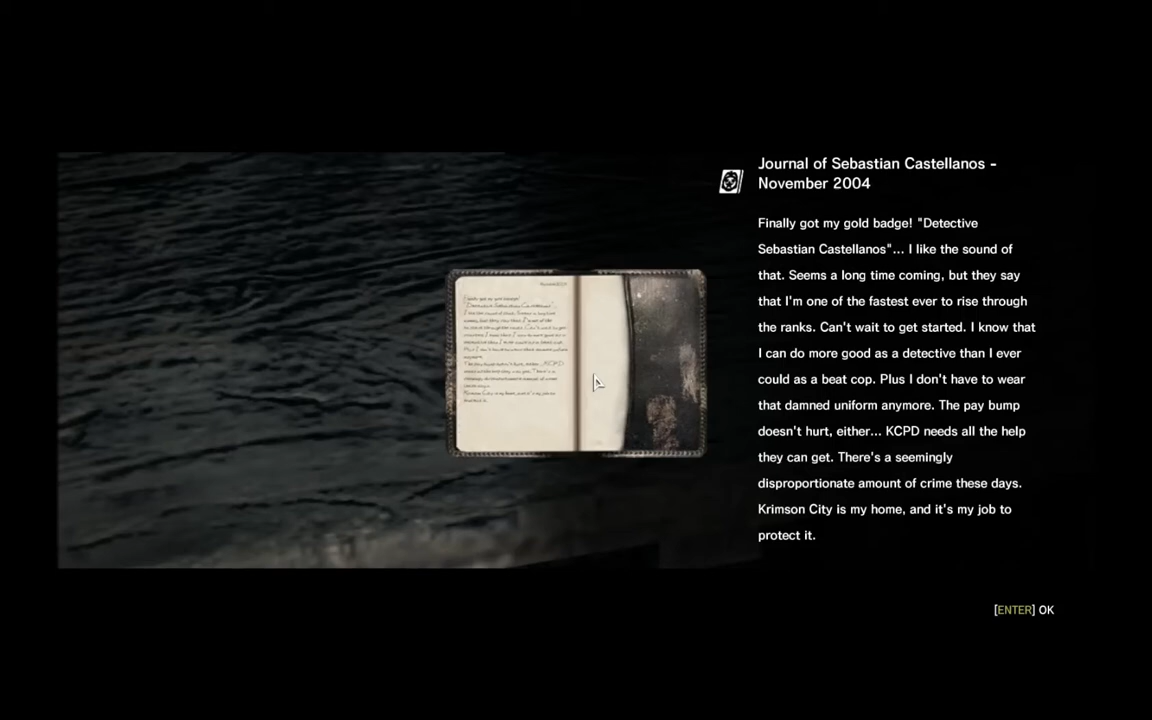 Journal of Sebastian Castellanos -
November 2004
Finally got my gold badge! "Detective
Sebastian Castellanos"... I like the sound of
that. Seems a long time coming, but they say
that I'm one of the fastest ever to rise through
the ranks. Can't wait to get started. I know that
I can do more good as a detective than I ever
could as a beat cop. Plus I don't have to wear
that damned uniform anymore. The pay bump
doesn't hurt, either... KCPD needs all the help
they can get. There's a seemingly
disproportionate amount of crime these days.
Krimson City is my home, and it's my job to
protect it.
[ENTER] OK